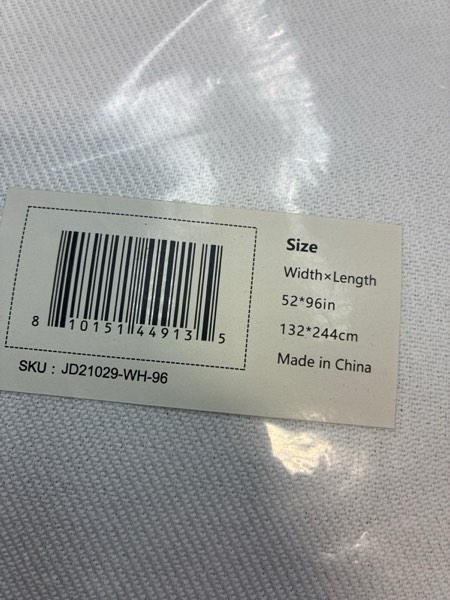 Size
Width×Length
52*96in
132*244cm
Made in China
8 10151 44913 5
SKU : JD21029-WH-96